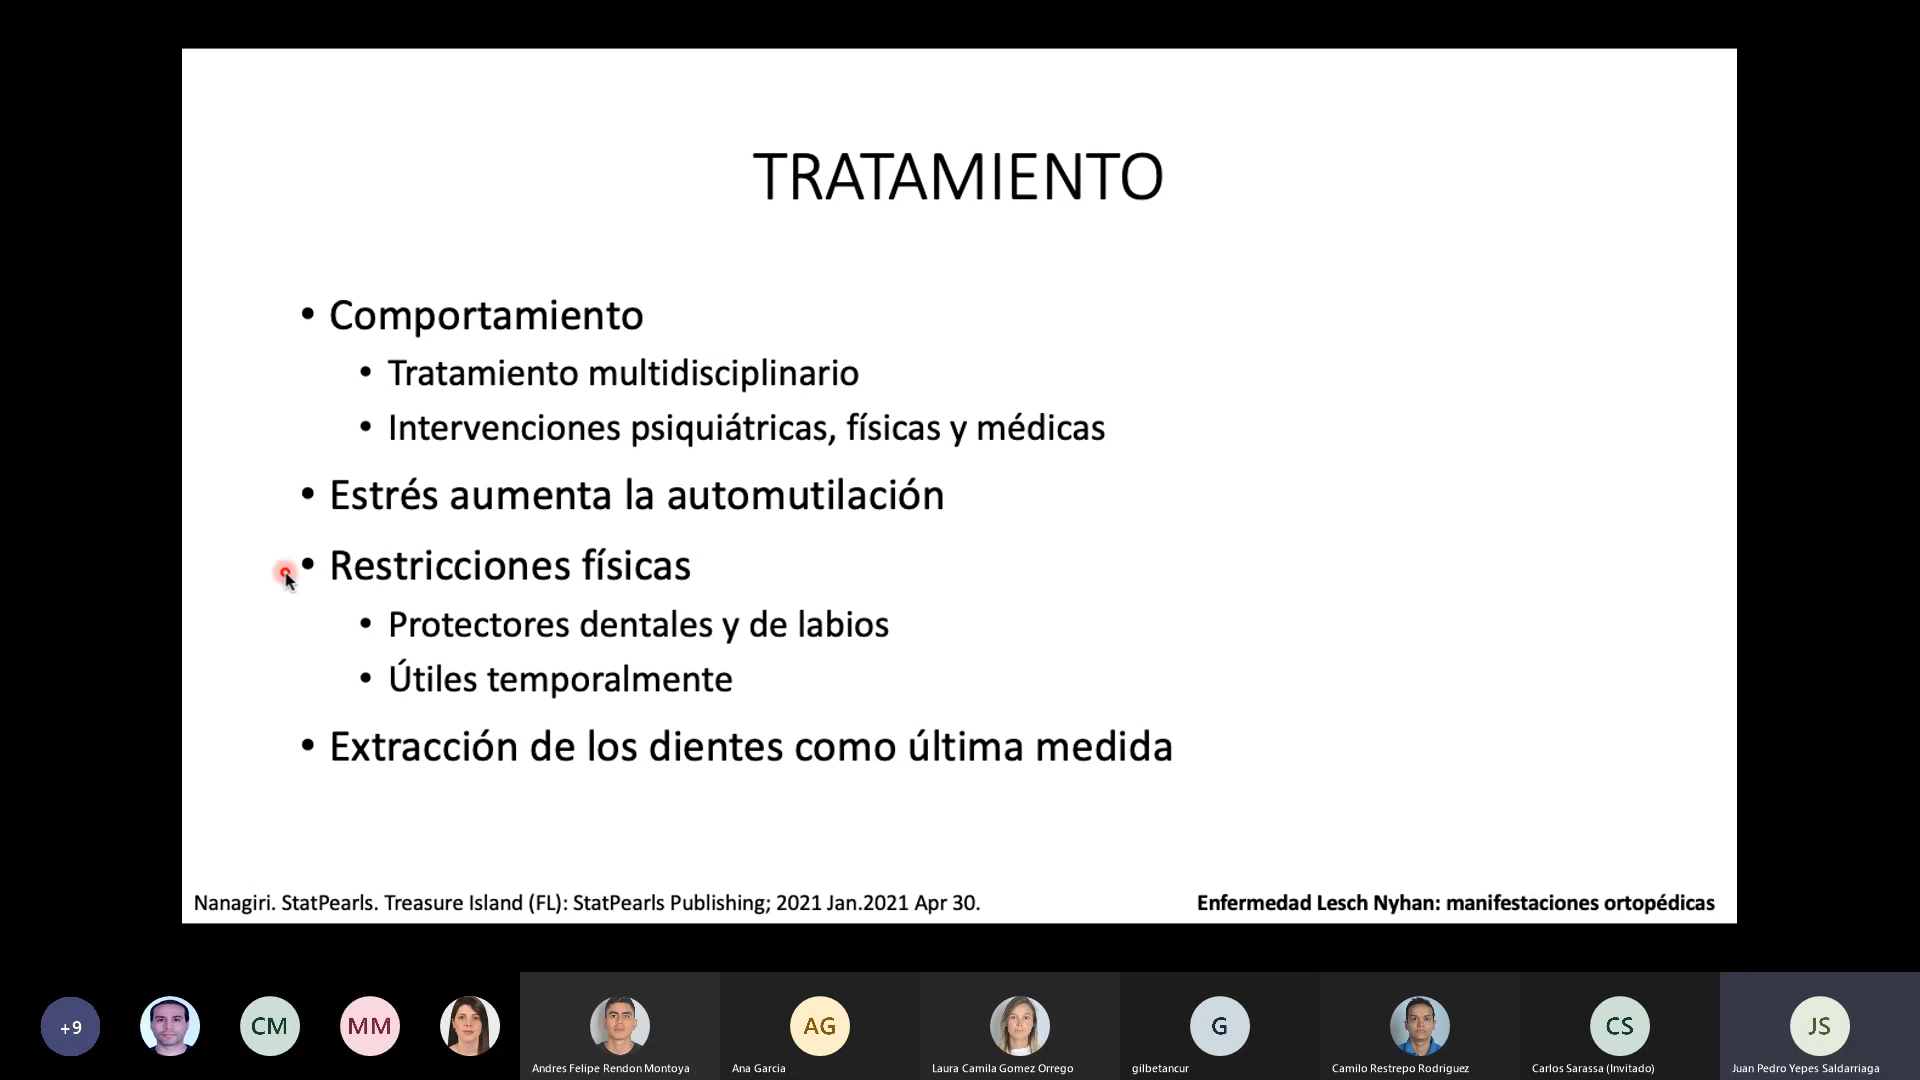 TRATAMIENTO
• Comportamiento
• Tratamiento multidisciplinario
• Intervenciones psiquiátricas, físicas y médicas
• Estrés aumenta la automutilación
• Restricciones físicas
• Protectores dentales y de labios
• Útiles temporalmente
• Extracción de los dientes como última medida
Nanagiri. StatPearls. Treasure Island (FL): StatPearls Publishing; 2021 Jan.2021 Apr 30.
Enfermedad Lesch Nyhan: manifestaciones ortopédicas
+9
CM
MM
AG
G
CS
JS
Andres Felipe Rendon Montoya
Ana Garcia
Laura Camila Gomez Orrego
gilbetancur
Camilo Restrepo Rodriguez
Carlos Sarassa (Invitado)
Juan Pedro Yepes Saldarriaga